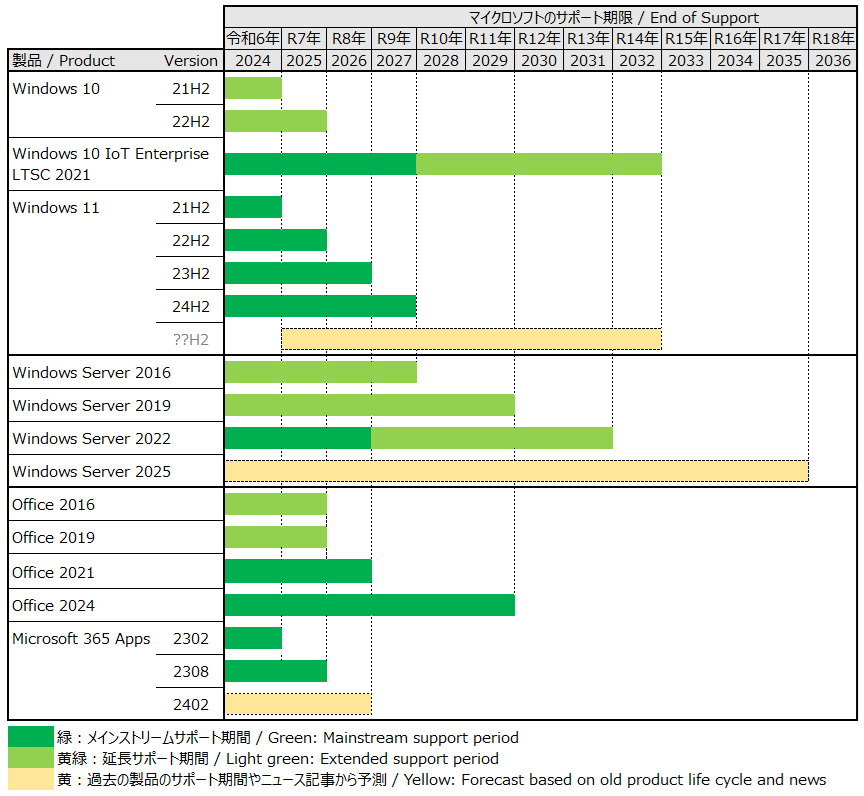 マイクロソフトのサポート期限 / End of Support
令和6年 R7年 R8年 R9年 R10年 R11年 R12年 R13年 R14年 R15年 R16年 R17年 R18年
製品 / Product Version 2024 2025 2026 2027 2028 2029 2030 2031 2032 2033 2034 2035 2036
Windows 10 21H2
22H2
Windows 10 IoT Enterprise
LTSC 2021
Windows 11 21H2
22H2
23H2
24H2
??H2
Windows Server 2016
Windows Server 2019
Windows Server 2022
Windows Server 2025
Office 2016
Office 2019
Office 2021
Office 2024
Microsoft 365 Apps 2302
2308
2402
緑：メインストリームサポート期間 / Green: Mainstream support period
黄緑：延長サポート期間 / Light green: Extended support period
黄：過去の製品のサポート期間やニュース記事から予測 / Yellow: Forecast based on old product life cycle and news